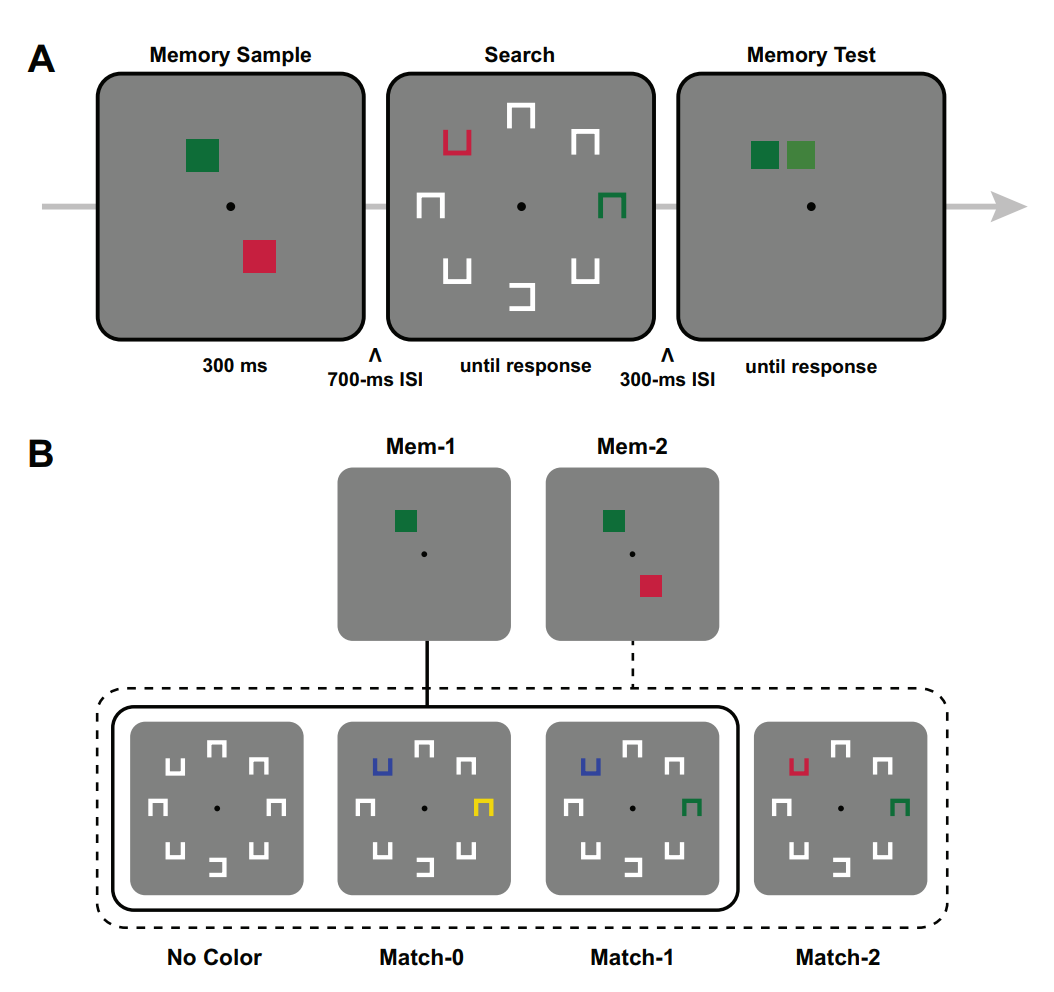 A
Memory Sample
Search
Memory Test
300 ms
Λ
700-ms ISI
until response
Λ
300-ms ISI
until response
B
Mem-1
Mem-2
No Color
Match-0
Match-1
Match-2